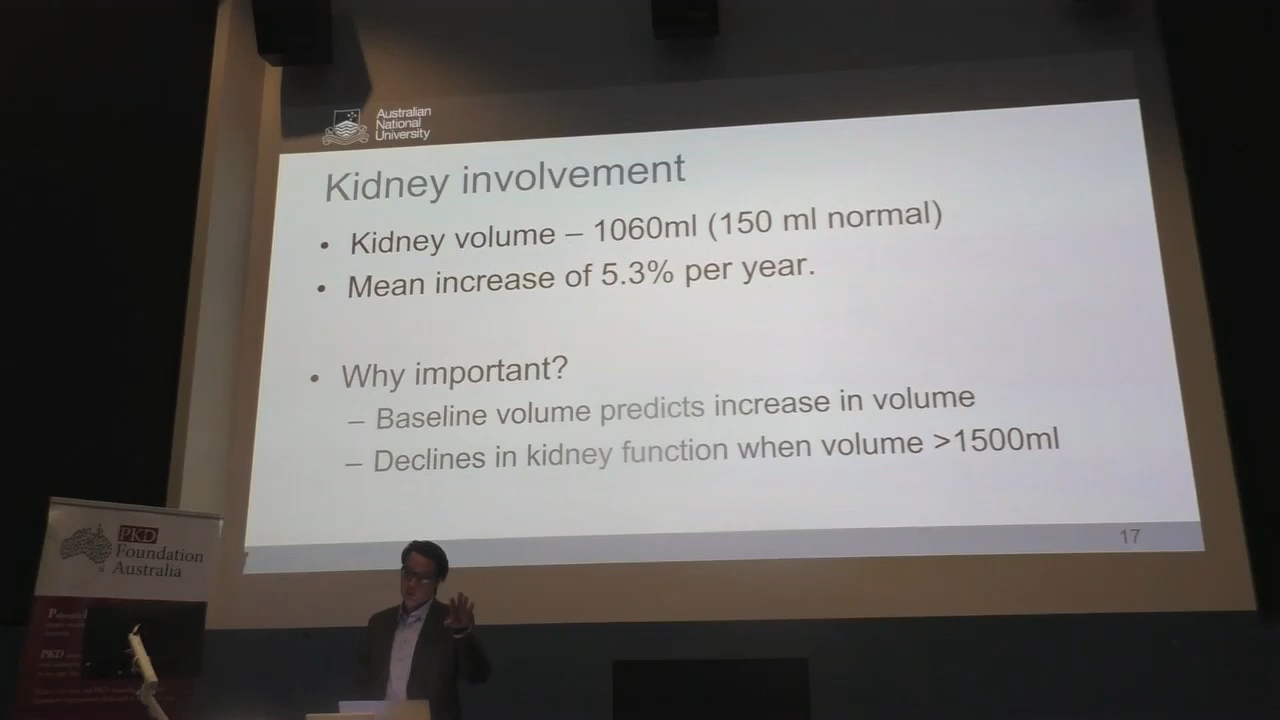 Australian
National
University
Kidney involvement
• Kidney volume – 1060ml (150 ml normal)
• Mean increase of 5.3% per year.
• Why important?
– Baseline volume predicts increase in volume
– Declines in kidney function when volume >1500ml
17
PKD
Foundation
Australia
PKD